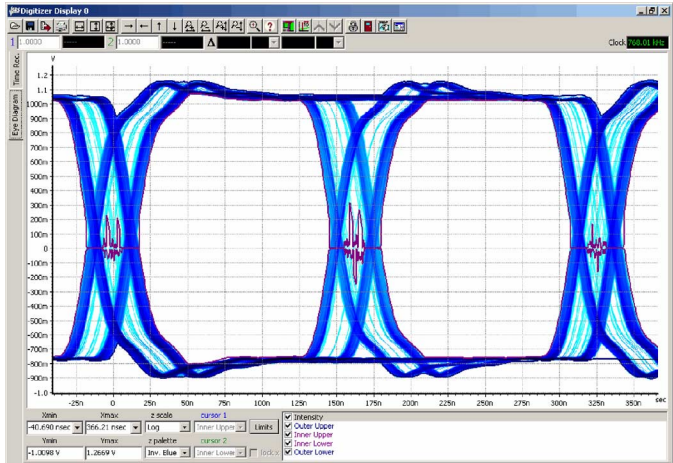 Digitizer Display 0
1 1.0000 ----- 2 1.0000 ----- Δ
Clock 768.01 kHz
Time Rec.
Eye Diagram
V
1.2
1.1
1000m
900m
800m
700m
600m
500m
400m
300m
200m
100m
0
-100m
-200m
-300m
-400m
-500m
-600m
-700m
-800m
-900m
-1.0
-25n 0 25n 50n 75n 100n 125n 150n 175n 200n 225n 250n 275n 300n 325n 350n sec
Xmin Xmax z scale cursor 1
-40.690 nsec 366.21 nsec Log Inner Upper Limits
Ymin Ymax z palette cursor 2
-1.0098 V 1.2669 V Inv. Blue Inner Lower lock x
Intensity
Outer Upper
Inner Upper
Inner Lower
Outer Lower